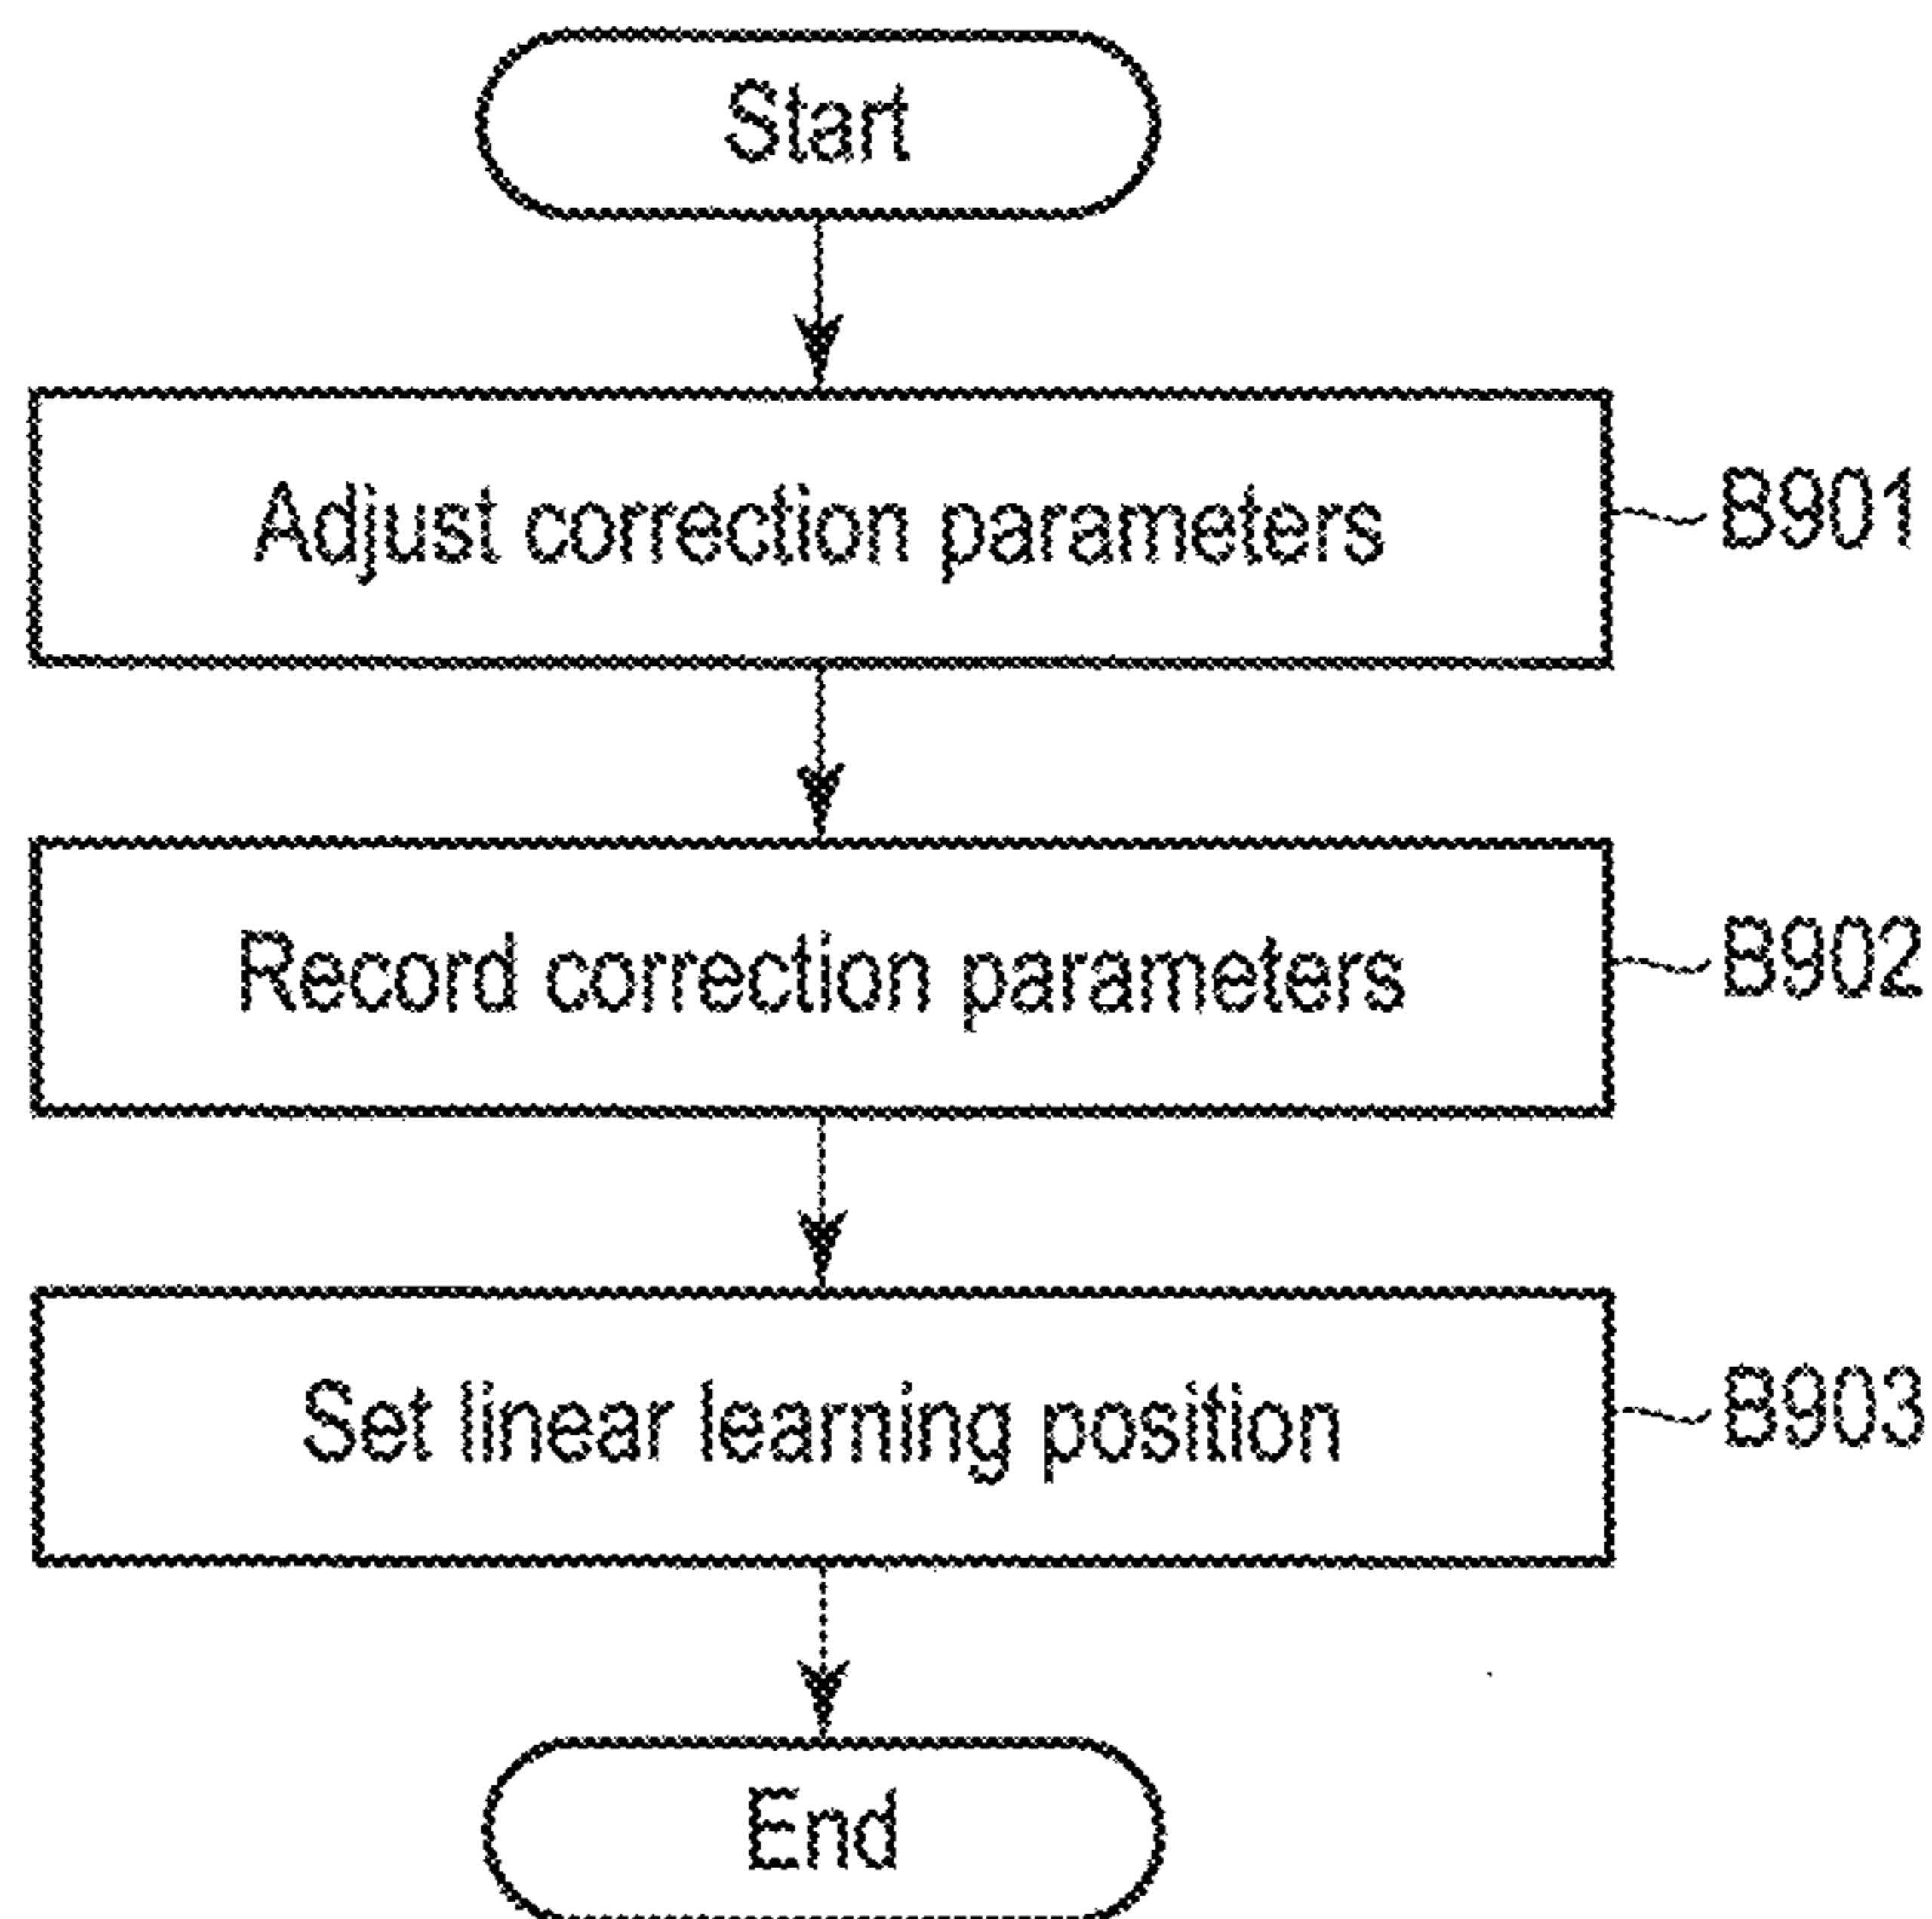 Start
Adjust correction parameters
B901
Record correction parameters
B902
Set linear learning position
B903
End